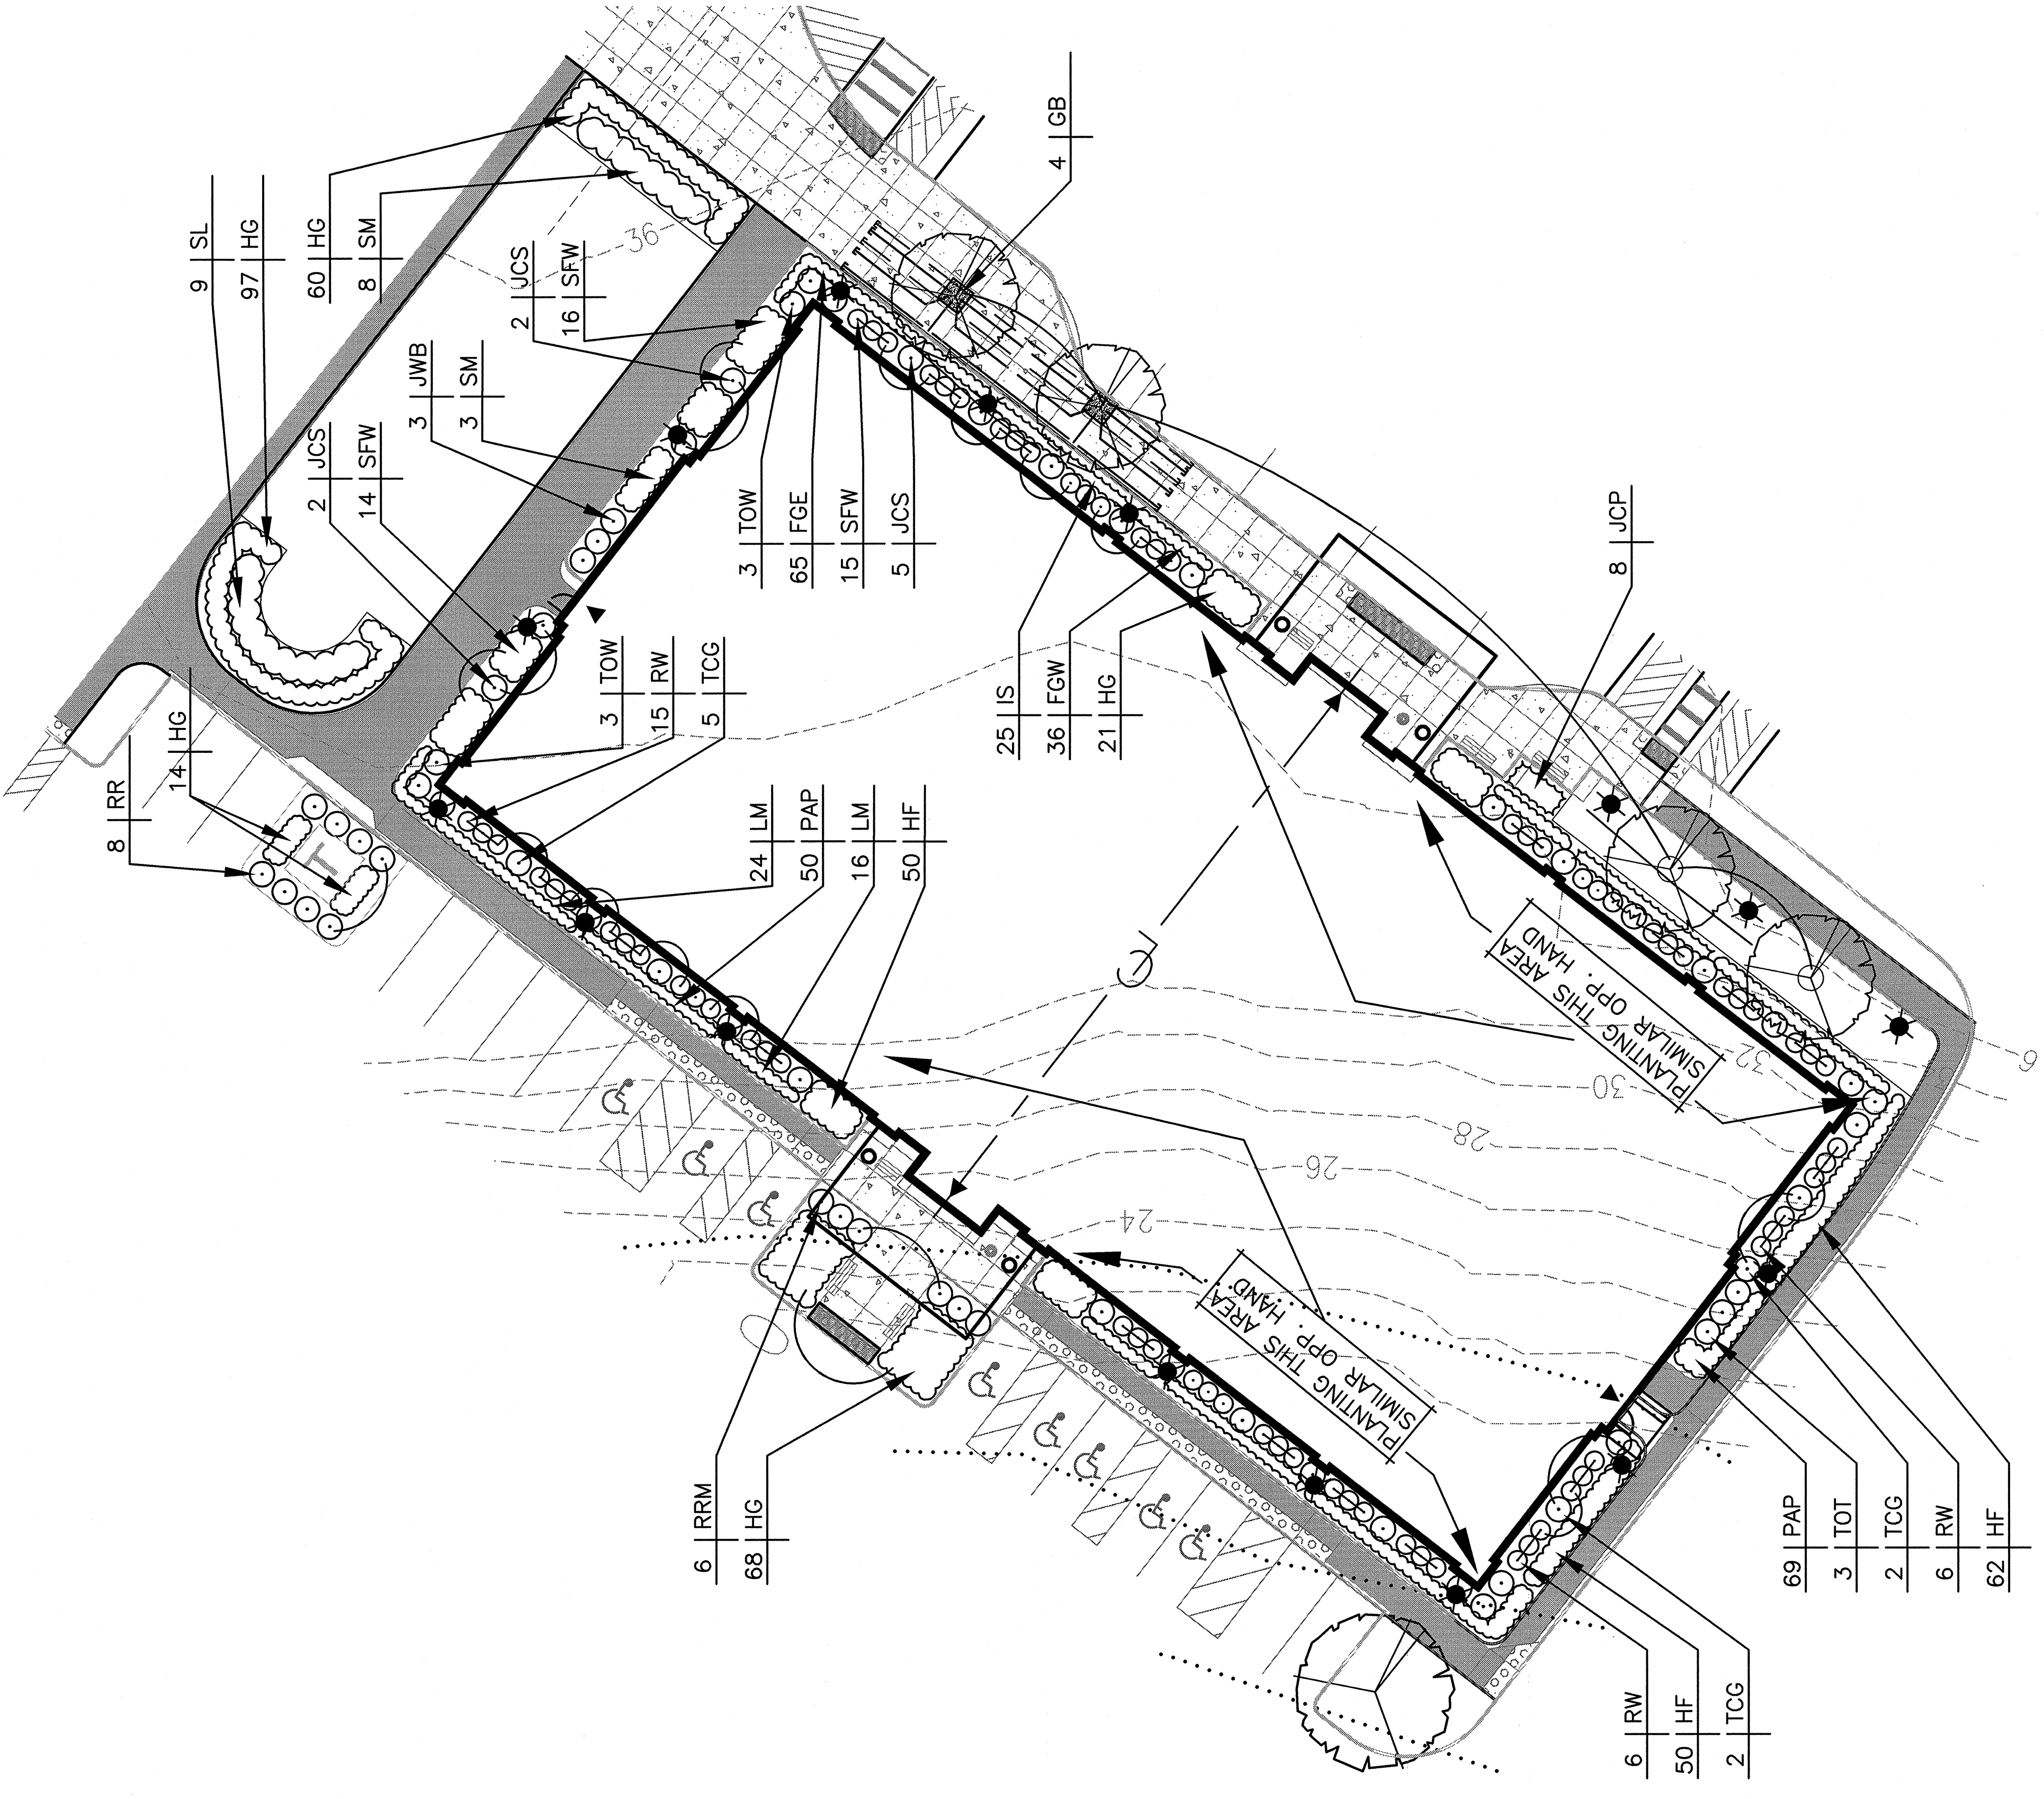 9 SL
97 HG
60 HG
8 SM
4 GB
36
2 JCS
16 SFW
3 JWB
3 SM
2 JCS
14 SFW
3 TOW
65 FGE
15 SFW
5 JCS
8 RR
14 HG
T
3 TOW
15 RW
5 TCG
25 IS
36 FGW
21 HG
8 JCP
24 LM
50 PAP
16 LM
50 HF
CL
PLANTING THIS AREA
SIMILAR OPP. HAND
32
30
28
26
24
6
PLANTING THIS AREA
SIMILAR OPP. HAND
6 RRM
68 HG
69 PAP
3 TOT
2 TCG
6 RW
62 HF
6 RW
50 HF
2 TCG